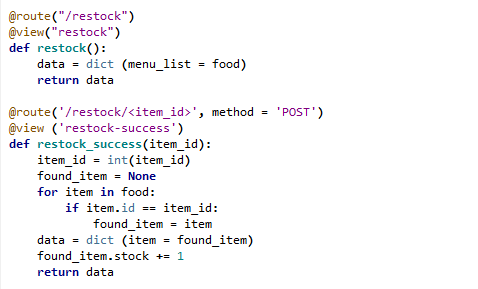 @route("/restock")
@view("restock")
def restock():
    data = dict (menu_list = food)
    return data

@route('/restock/<item_id>', method = 'POST')
@view ('restock-success')
def restock_success(item_id):
    item_id = int(item_id)
    found_item = None
    for item in food:
        if item.id == item_id:
            found_item = item
    data = dict (item = found_item)
    found_item.stock += 1
    return data